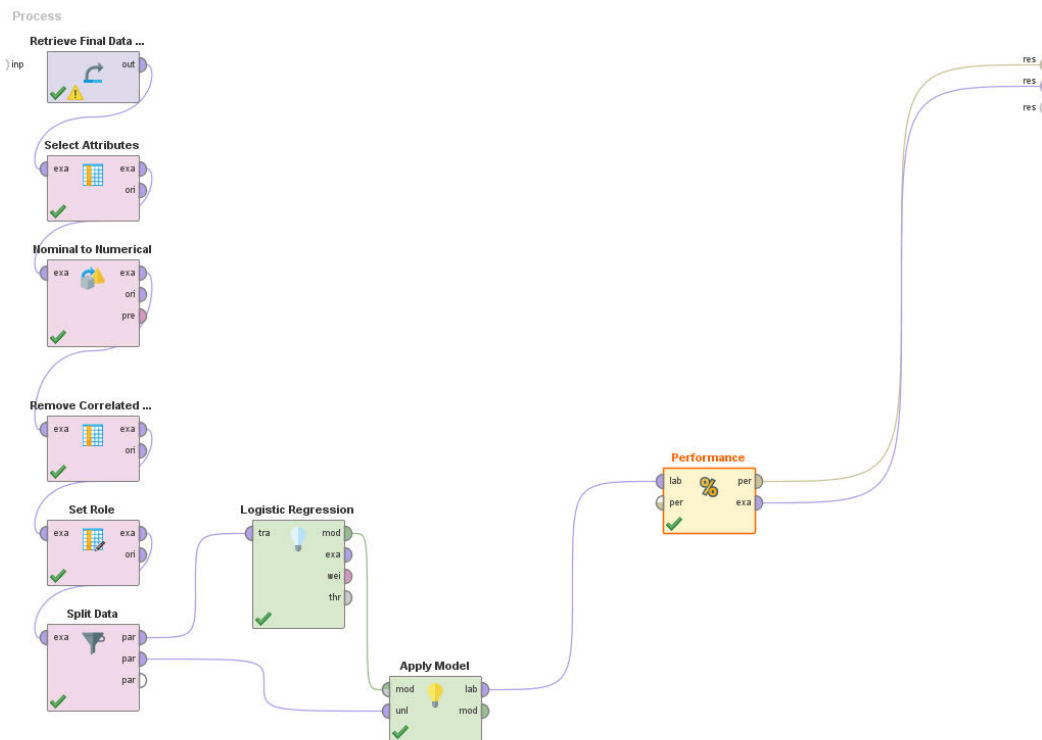 Process
Retrieve Final Data ...
inp
out
res
res
res
Select Attributes
exa
exa
ori
Nominal to Numerical
exa
exa
ori
pre
Remove Correlated ...
exa
exa
ori
Performance
lab
per
per
exa
%
Set Role
exa
exa
ori
Logistic Regression
tra
mod
exa
wei
thr
Split Data
exa
par
par
par
Apply Model
mod
lab
unl
mod